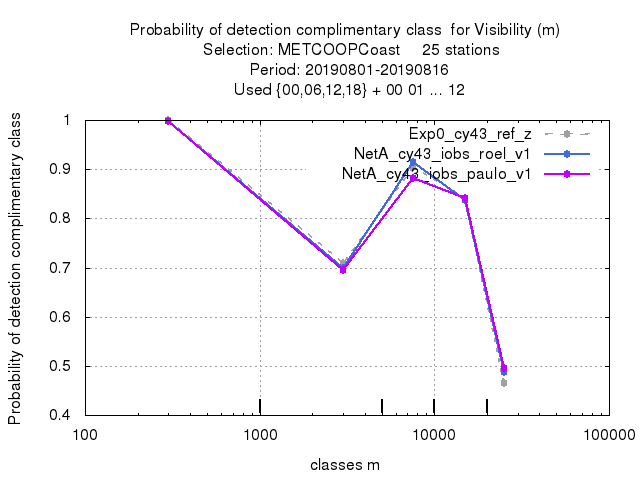 Probability of detection complimentary class for Visibility (m)
Selection: METCOOPCoast 25 stations
Period: 20190801-20190816
Used {00,06,12,18} + 00 01 ... 12
Probability of detection complimentary class
1
0.9
0.8
0.7
0.6
0.5
0.4
Exp0_cy43_ref_z
NetA_cy43_iobs_roel_v1
NetA_cy43_iobs_paulo_v1
100
1000
10000
100000
classes m